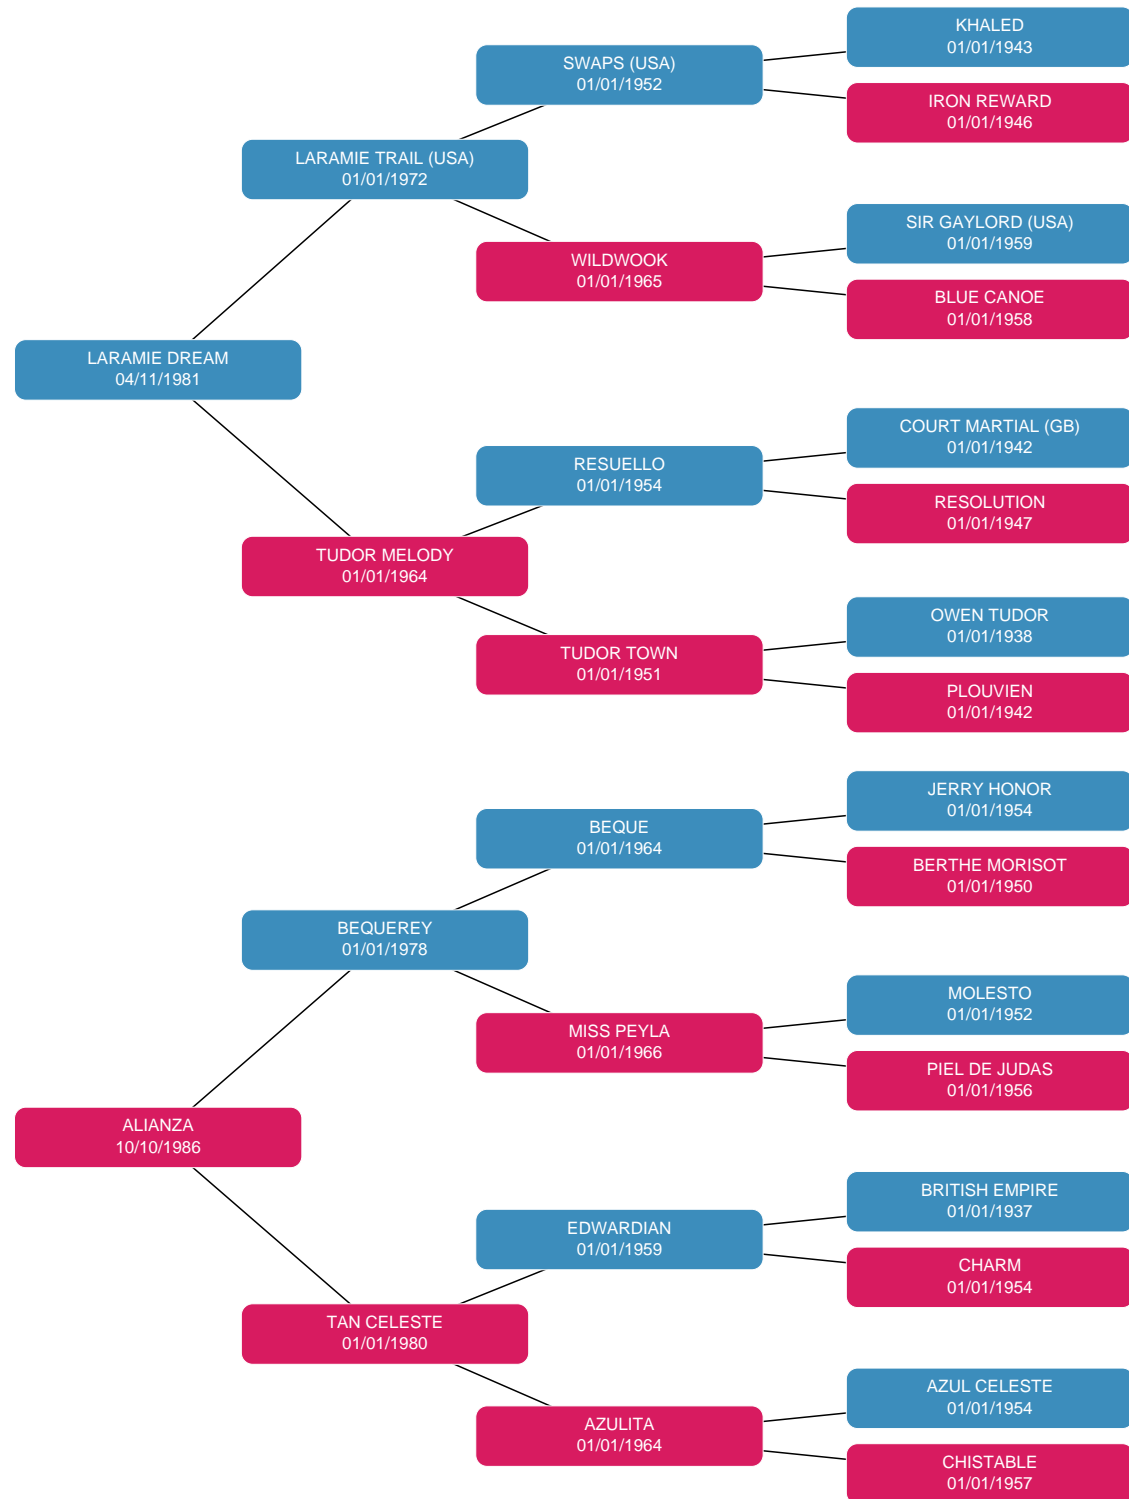 KHALED
01/01/1943
SWAPS (USA)
01/01/1952
IRON REWARD
01/01/1946
LARAMIE TRAIL (USA)
01/01/1972
SIR GAYLORD (USA)
01/01/1959
WILDWOOK
01/01/1965
BLUE CANOE
01/01/1958
LARAMIE DREAM
04/11/1981
COURT MARTIAL (GB)
01/01/1942
RESUELLO
01/01/1954
RESOLUTION
01/01/1947
TUDOR MELODY
01/01/1964
OWEN TUDOR
01/01/1938
TUDOR TOWN
01/01/1951
PLOUVIEN
01/01/1942
JERRY HONOR
01/01/1954
BEQUE
01/01/1964
BERTHE MORISOT
01/01/1950
BEQUEREY
01/01/1978
MOLESTO
01/01/1952
MISS PEYLA
01/01/1966
PIEL DE JUDAS
01/01/1956
ALIANZA
10/10/1986
BRITISH EMPIRE
01/01/1937
EDWARDIAN
01/01/1959
CHARM
01/01/1954
TAN CELESTE
01/01/1980
AZUL CELESTE
01/01/1954
AZULITA
01/01/1964
CHISTABLE
01/01/1957